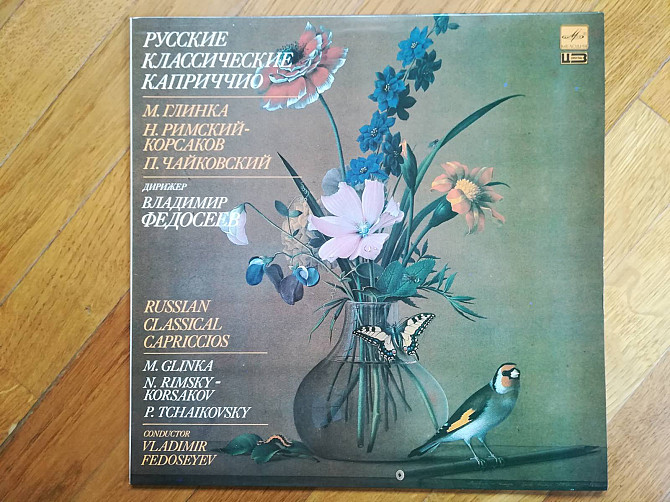 РУССКИЕ
КЛАССИЧЕСКИЕ
КАПРИЧЧИО
М. ГЛИНКА
Н. РИМСКИЙ-
КОРСАКОВ
П. ЧАЙКОВСКИЙ
ДИРИЖЕР
ВЛАДИМИР
ФЕДОСЕЕВ
RUSSIAN
CLASSICAL
CAPRICCIOS
M. GLINKA
N. RIMSKY-
KORSAKOV
P. TCHAIKOVSKY
CONDUCTOR
VLADIMIR
FEDOSEYEV